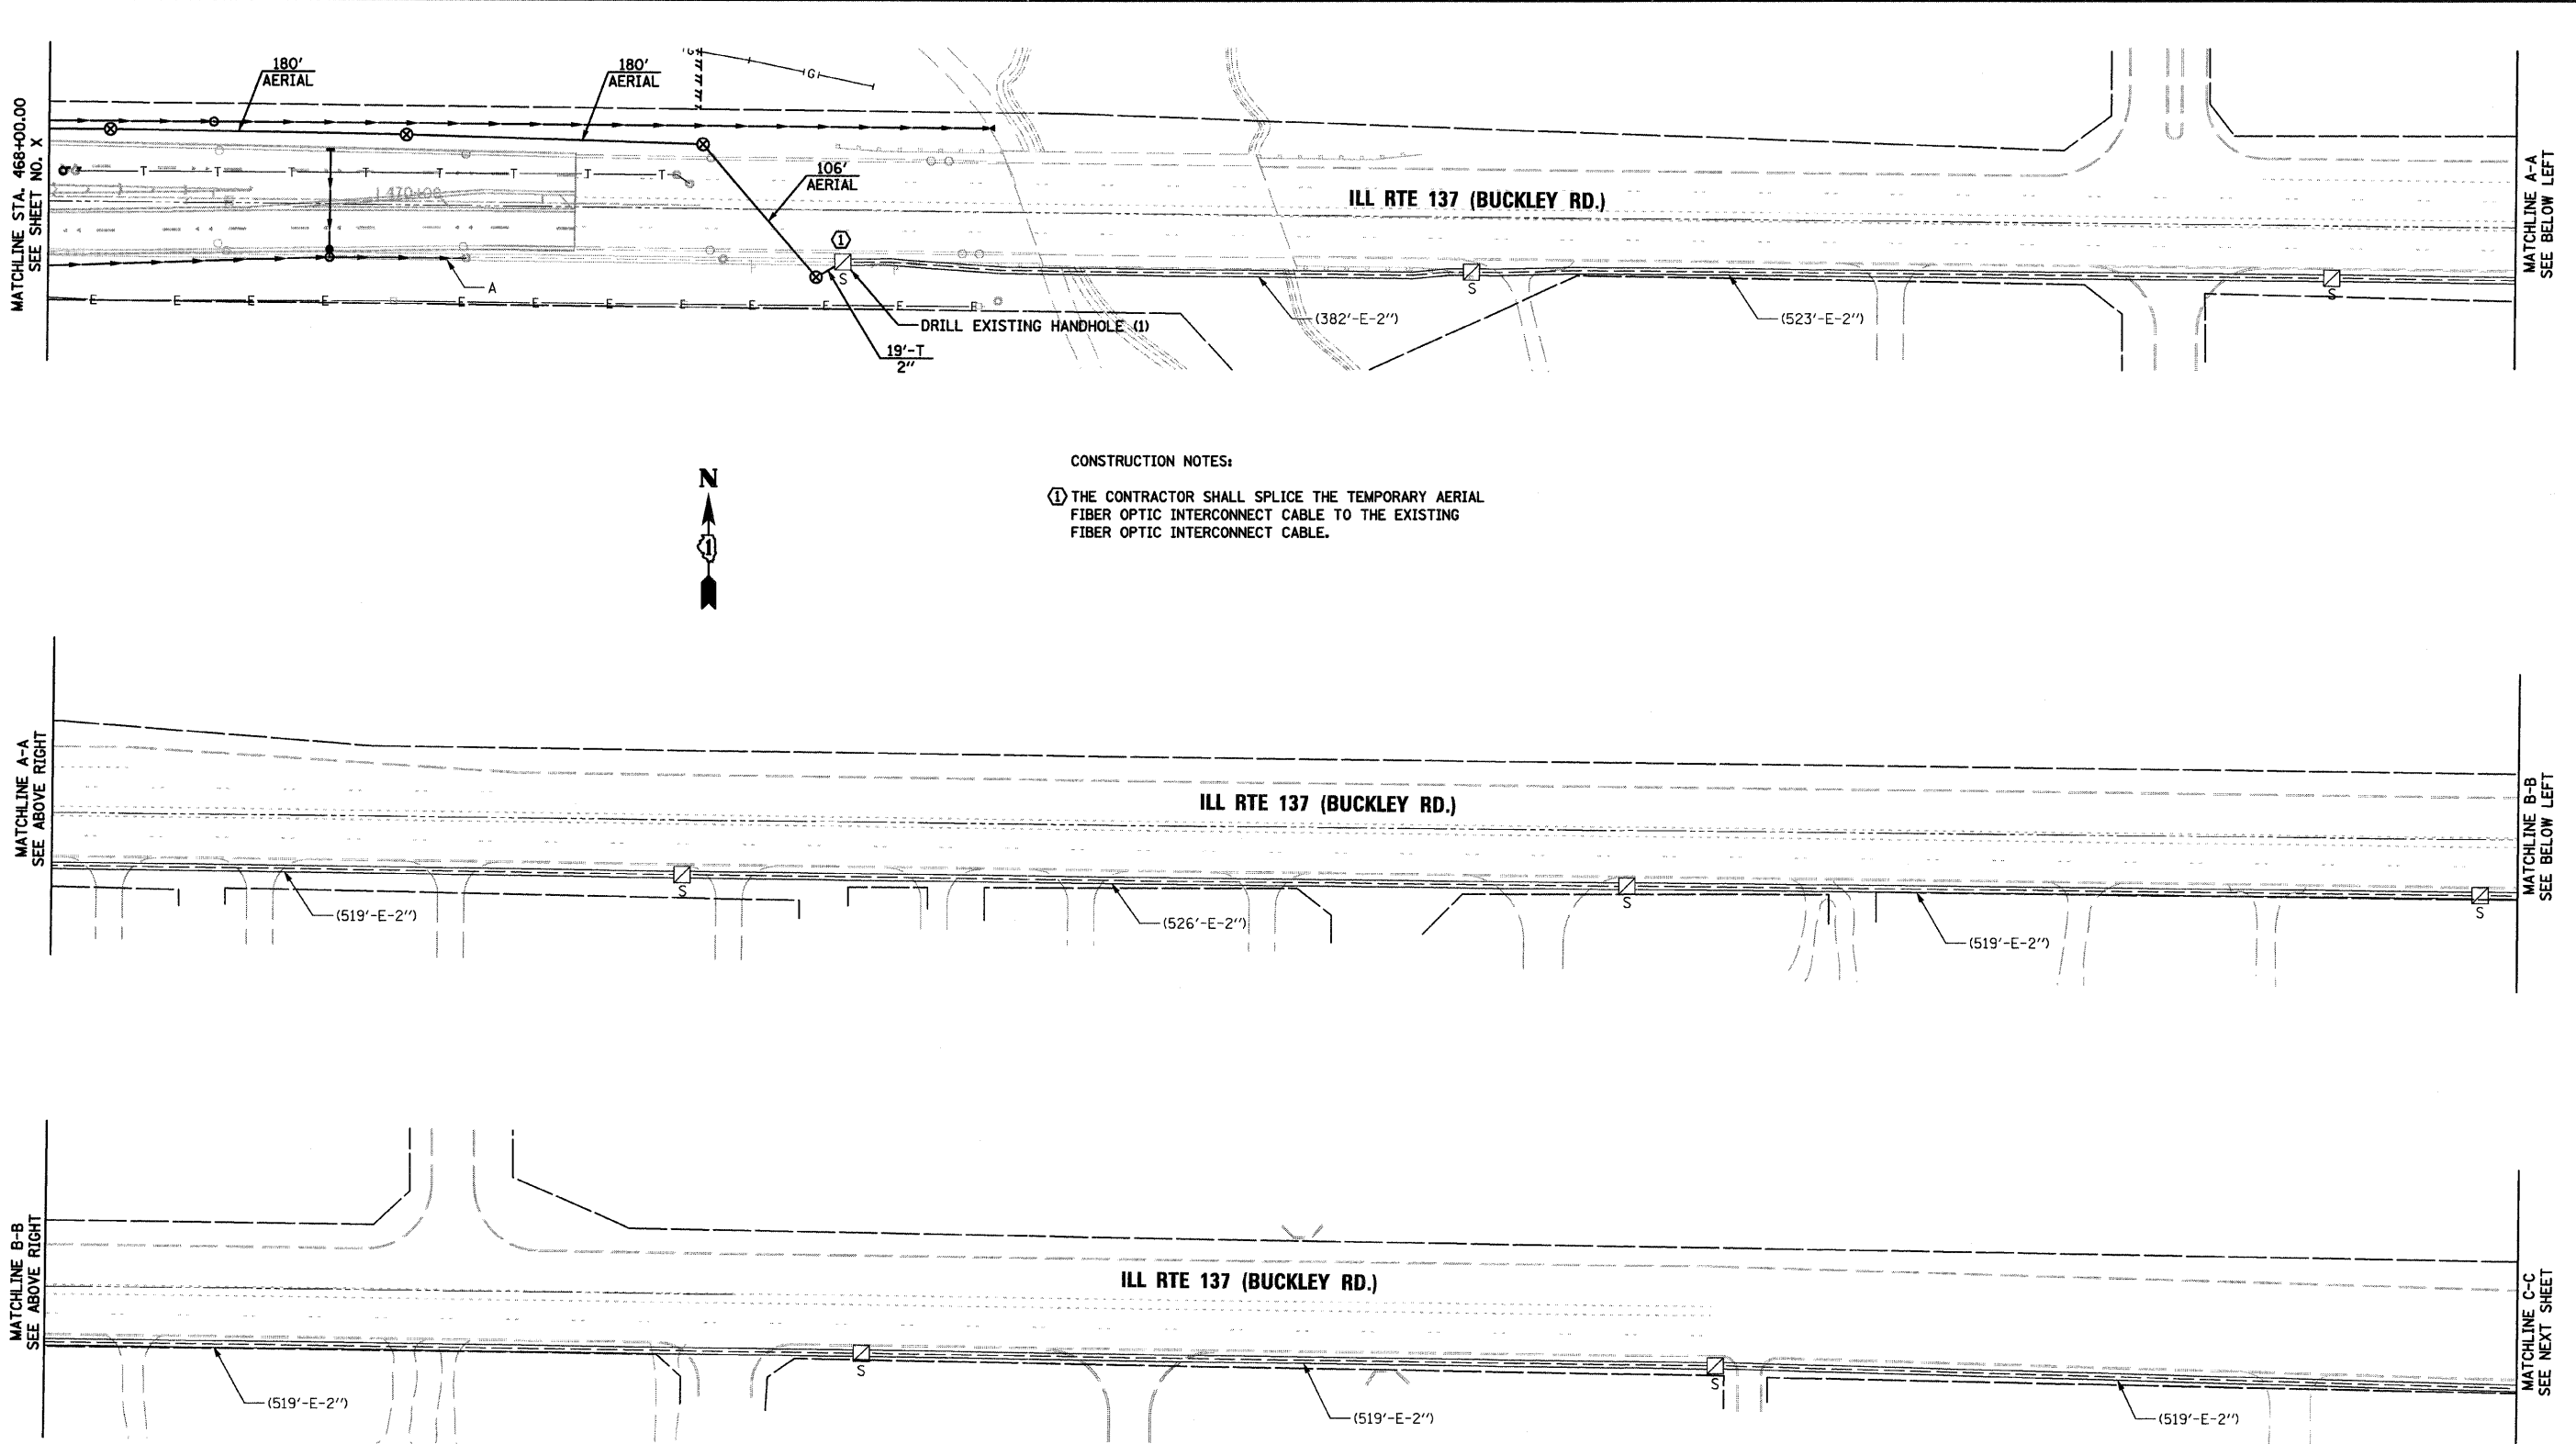 MATCHLINE STA. 468+00.00
SEE SHEET NO. X
180'
AERIAL
180'
AERIAL
G
106'
AERIAL
T T T T T T T T
1
S
A
E E E E E E E E E E E
DRILL EXISTING HANDHOLE (1)
19'-T
2"
ILL RTE 137 (BUCKLEY RD.)
(382'-E-2")
S
(523'-E-2")
S
MATCHLINE A-A
SEE BELOW LEFT
N
1
CONSTRUCTION NOTES:
1 THE CONTRACTOR SHALL SPLICE THE TEMPORARY AERIAL
FIBER OPTIC INTERCONNECT CABLE TO THE EXISTING
FIBER OPTIC INTERCONNECT CABLE.
MATCHLINE A-A
SEE ABOVE RIGHT
ILL RTE 137 (BUCKLEY RD.)
(519'-E-2")
S
(526'-E-2")
S
(519'-E-2")
S
MATCHLINE B-B
SEE BELOW LEFT
MATCHLINE B-B
SEE ABOVE RIGHT
ILL RTE 137 (BUCKLEY RD.)
(519'-E-2")
S
(519'-E-2")
S
(519'-E-2")
MATCHLINE C-C
SEE NEXT SHEET